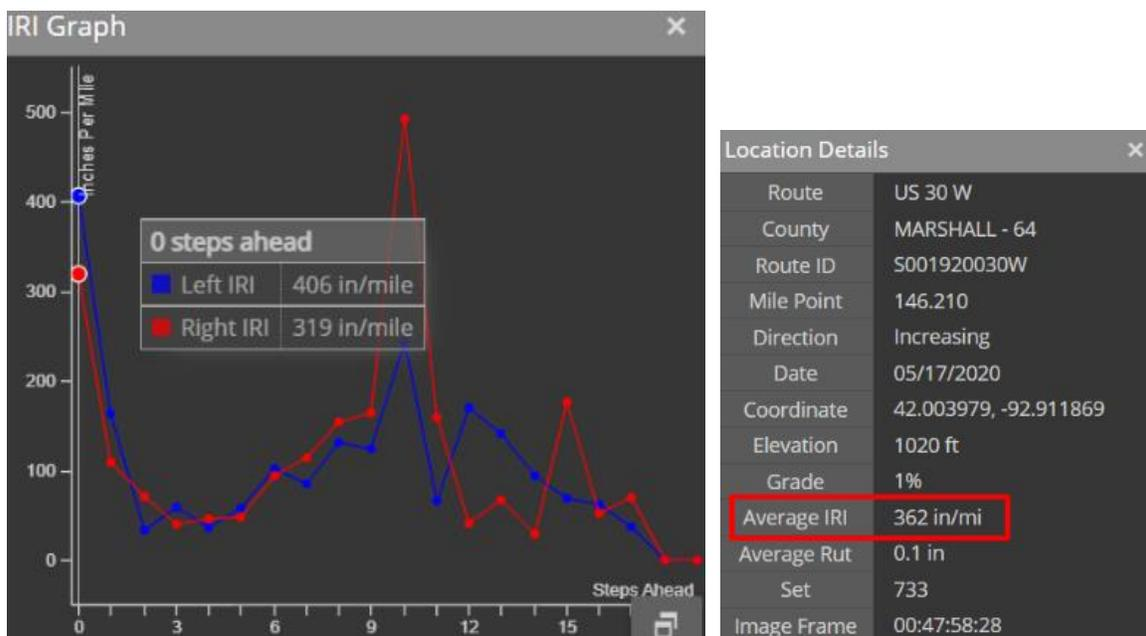 IRI Graph ×
Inches Per Mile
500
400
300
200
100
0
0 steps ahead
Left IRI 406 in/mile
Right IRI 319 in/mile
Steps Ahead
0 3 6 9 12 15
Location Details ×
Route US 30 W
County MARSHALL - 64
Route ID S001920030W
Mile Point 146.210
Direction Increasing
Date 05/17/2020
Coordinate 42.003979, -92.911869
Elevation 1020 ft
Grade 1%
Average IRI 362 in/mi
Average Rut 0.1 in
Set 733
Image Frame 00:47:58:28